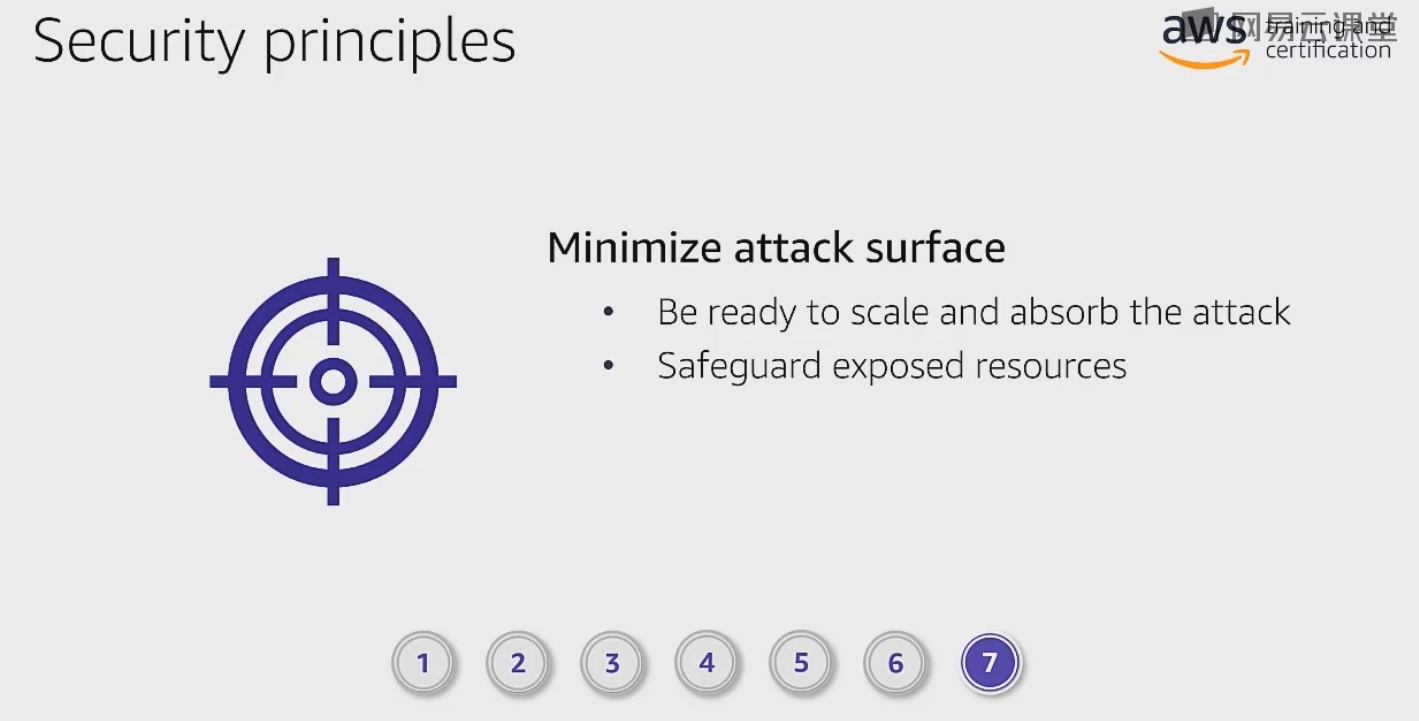 Security principles
aws training and certification
网易云课堂
Minimize attack surface
• Be ready to scale and absorb the attack
• Safeguard exposed resources
1 2 3 4 5 6 7